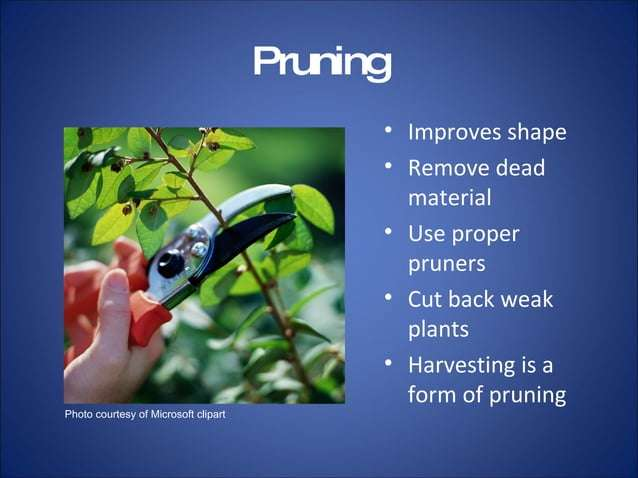 Pruning
• Improves shape
• Remove dead
material
• Use proper
pruners
• Cut back weak
plants
• Harvesting is a
form of pruning
Photo courtesy of Microsoft clipart